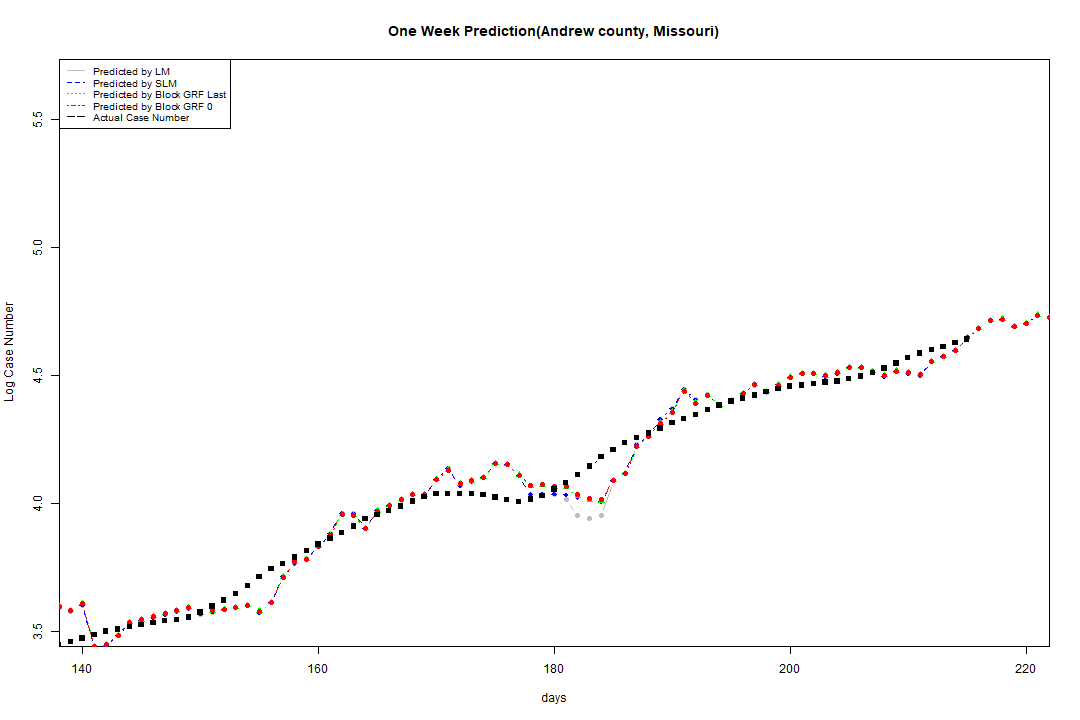 One Week Prediction(Andrew county, Missouri)
Predicted by LM
Predicted by SLM
Predicted by Block GRF Last
Predicted by Block GRF 0
Actual Case Number
5.5
5.0
4.5
4.0
3.5
Log Case Number
140 160 180 200 220
days